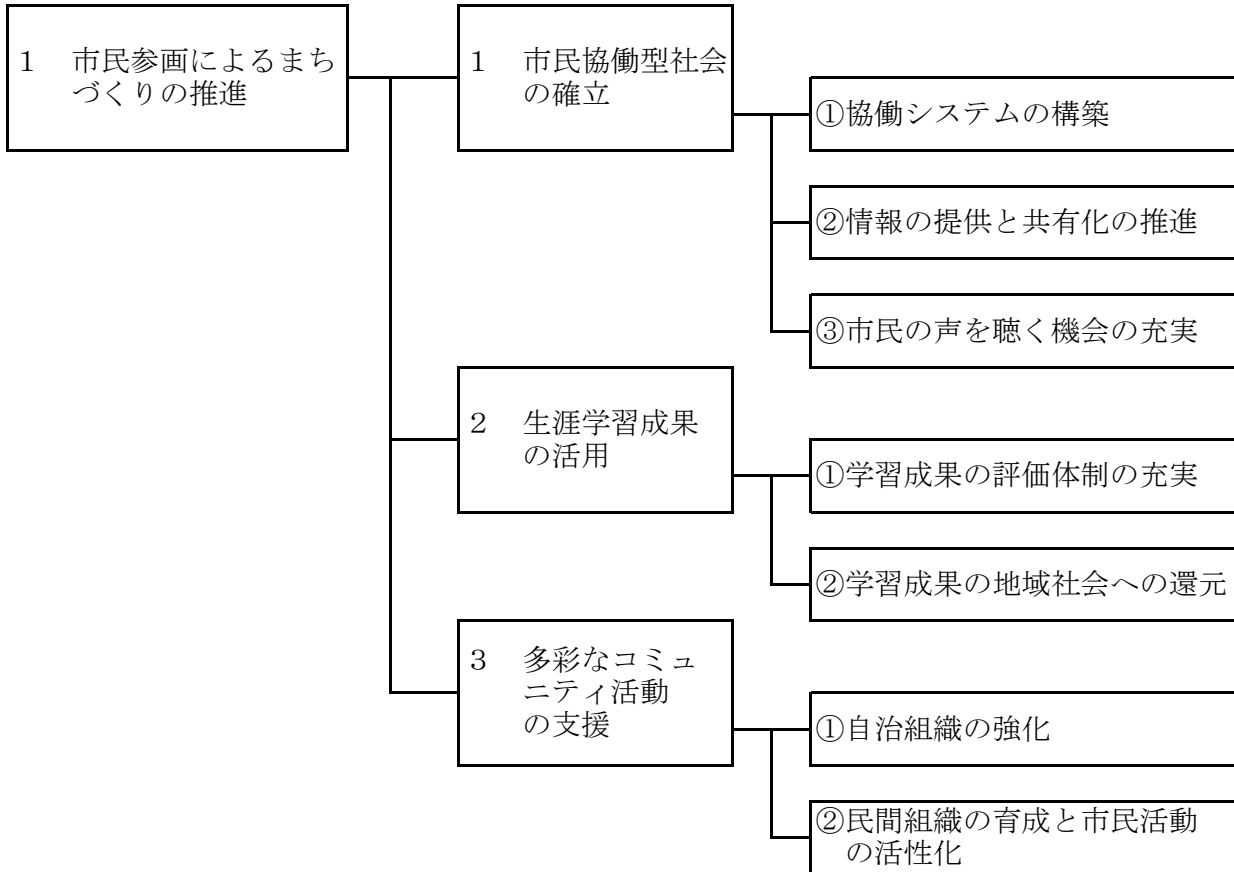 １　市民参画によるまち
づくりの推進
１　市民協働型社会
の確立
①協働システムの構築
②情報の提供と共有化の推進
③市民の声を聴く機会の充実
２　生涯学習成果
の活用
①学習成果の評価体制の充実
②学習成果の地域社会への還元
３　多彩なコミュ
ニティ活動
の支援
①自治組織の強化
②民間組織の育成と市民活動
の活性化